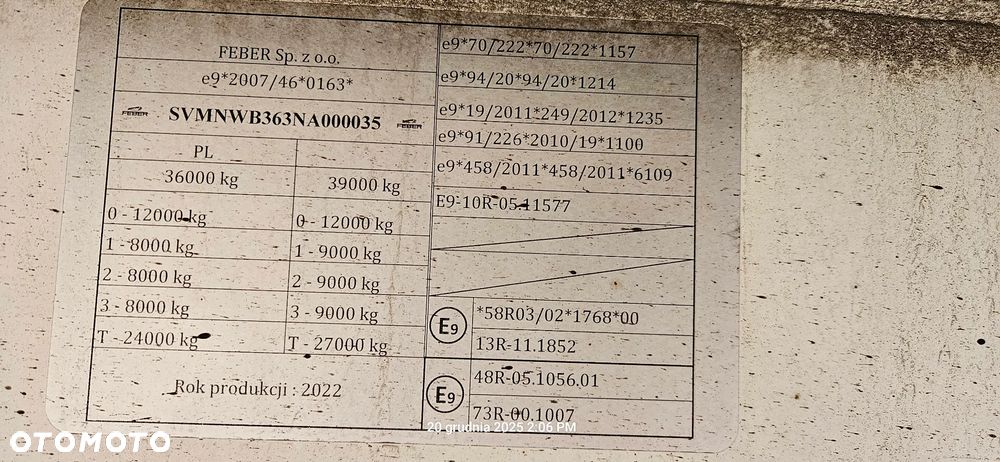 FEBER Sp. z o.o.
e9*2007/46*0163*
FEBER SVMNWB363NA000035 FEBER
PL
36000 kg 39000 kg
0 - 12000 kg 0 - 12000 kg
1 - 8000 kg 1 - 9000 kg
2 - 8000 kg 2 - 9000 kg
3 - 8000 kg 3 - 9000 kg
T - 24000 kg T - 27000 kg
Rok produkcji : 2022
e9*70/222*70/222*1157
e9*94/20*94/20*1214
e9*19/2011*249/2012*1235
e9*91/226*2010/19*1100
e9*458/2011*458/2011*6109
E9-10R-05.11577
E9 *58R03/02*1768*00
13R-11.1852
E9 48R-05.1056.01
73R-00.1007
20 grudnia 2025 2:06 PM
OTOMOTO